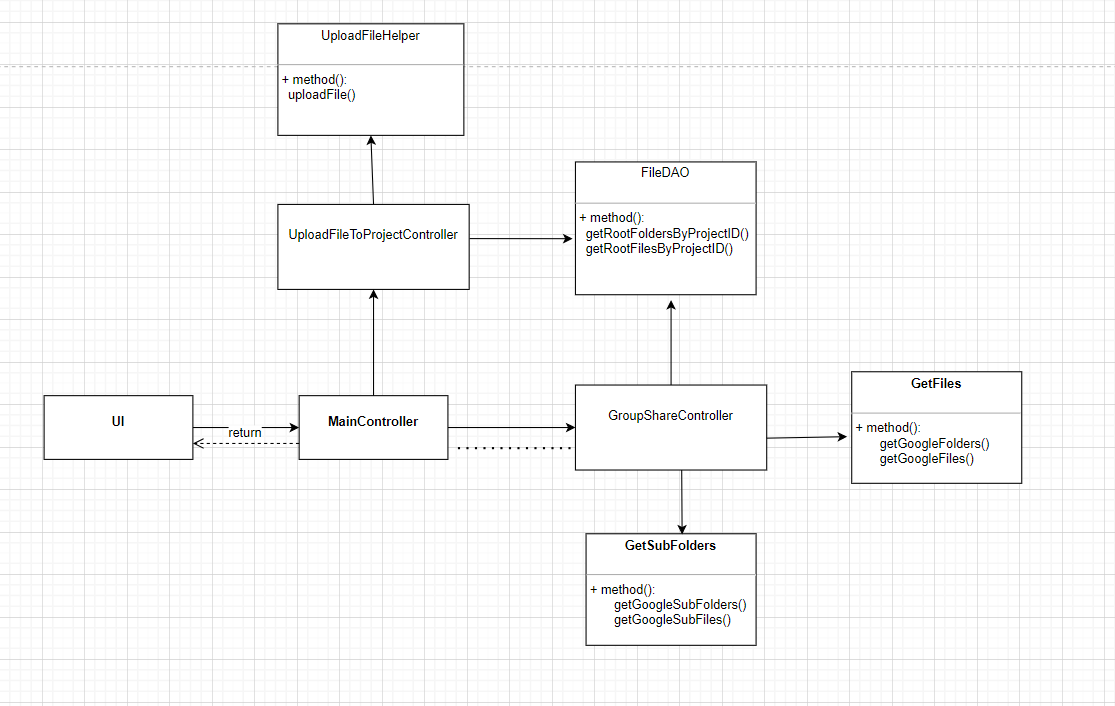 UploadFileHelper
+ method():
uploadFile()
FileDAO
+ method():
getRootFoldersByProjectID()
getRootFilesByProjectID()
UploadFileToProjectController
UI
return
MainController
GroupShareController
GetFiles
+ method():
getGoogleFolders()
getGoogleFiles()
GetSubFolders
+ method():
getGoogleSubFolders()
getGoogleSubFiles()